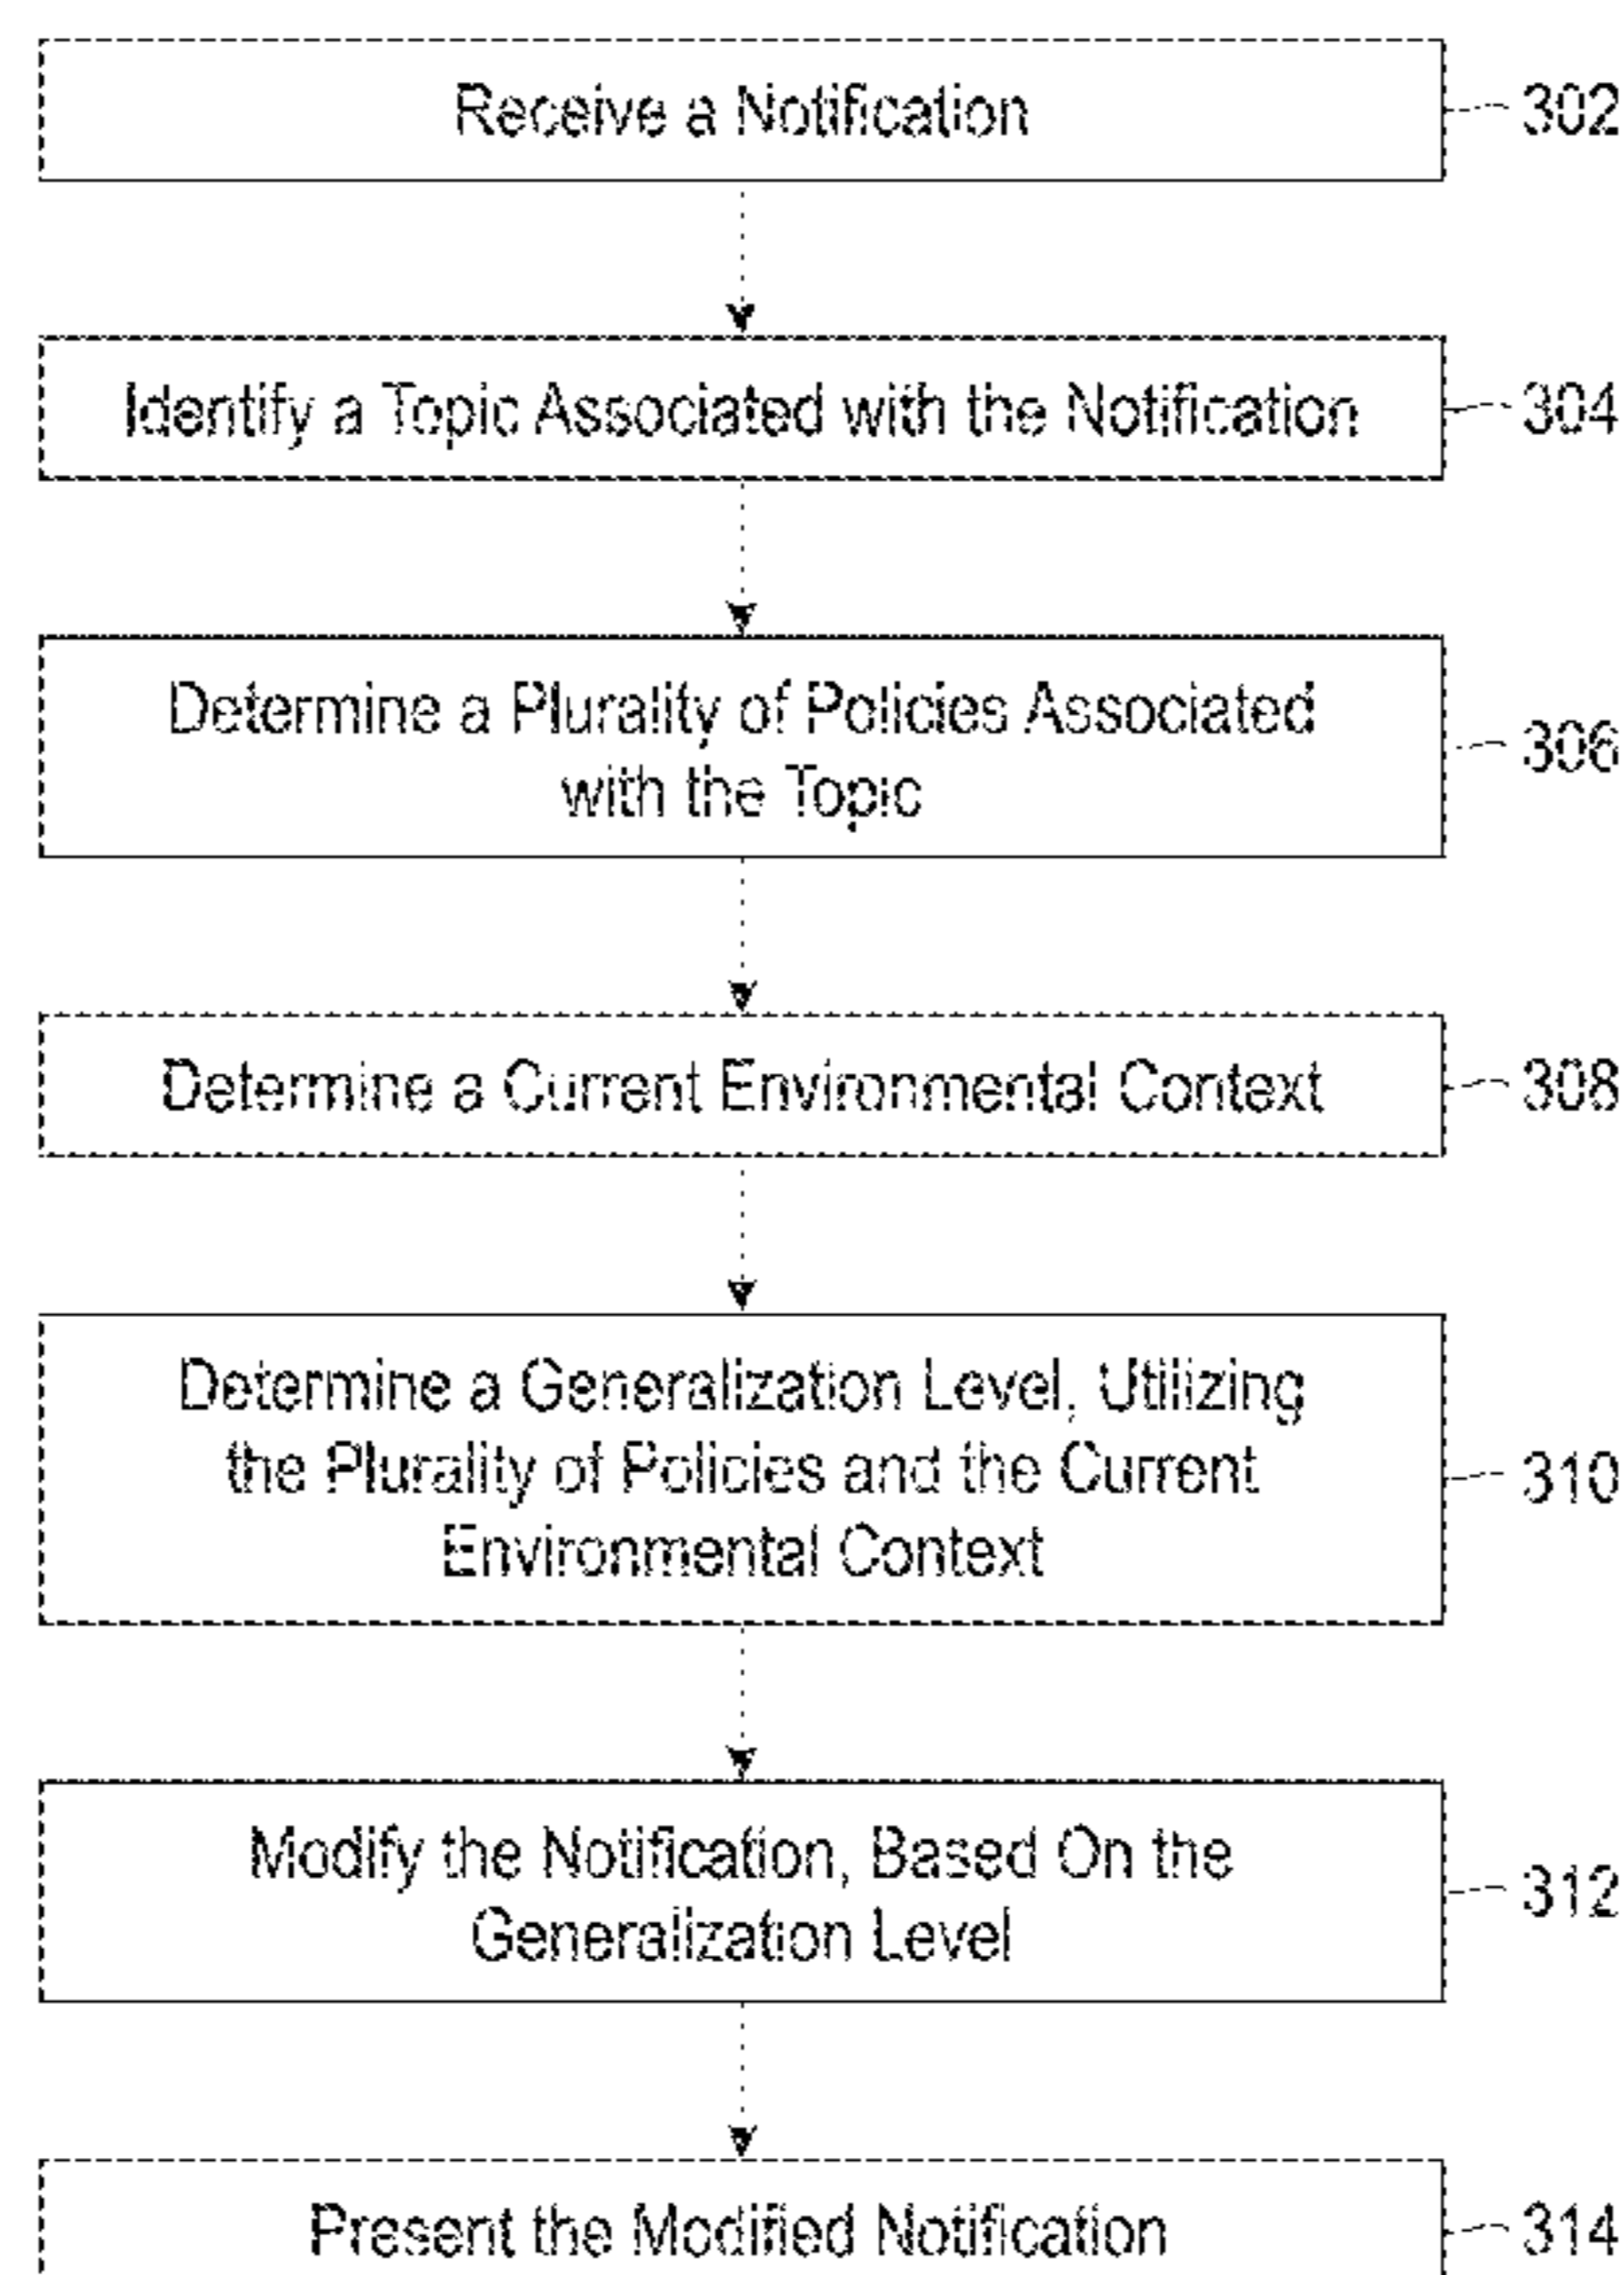 Receive a Notification
302
Identify a Topic Associated with the Notification
304
Determine a Plurality of Policies Associated
with the Topic
306
Determine a Current Environmental Context
308
Determine a Generalization Level, Utilizing
the Plurality of Policies and the Current
Environmental Context
310
Modify the Notification, Based On the
Generalization Level
312
Present the Modified Notification
314